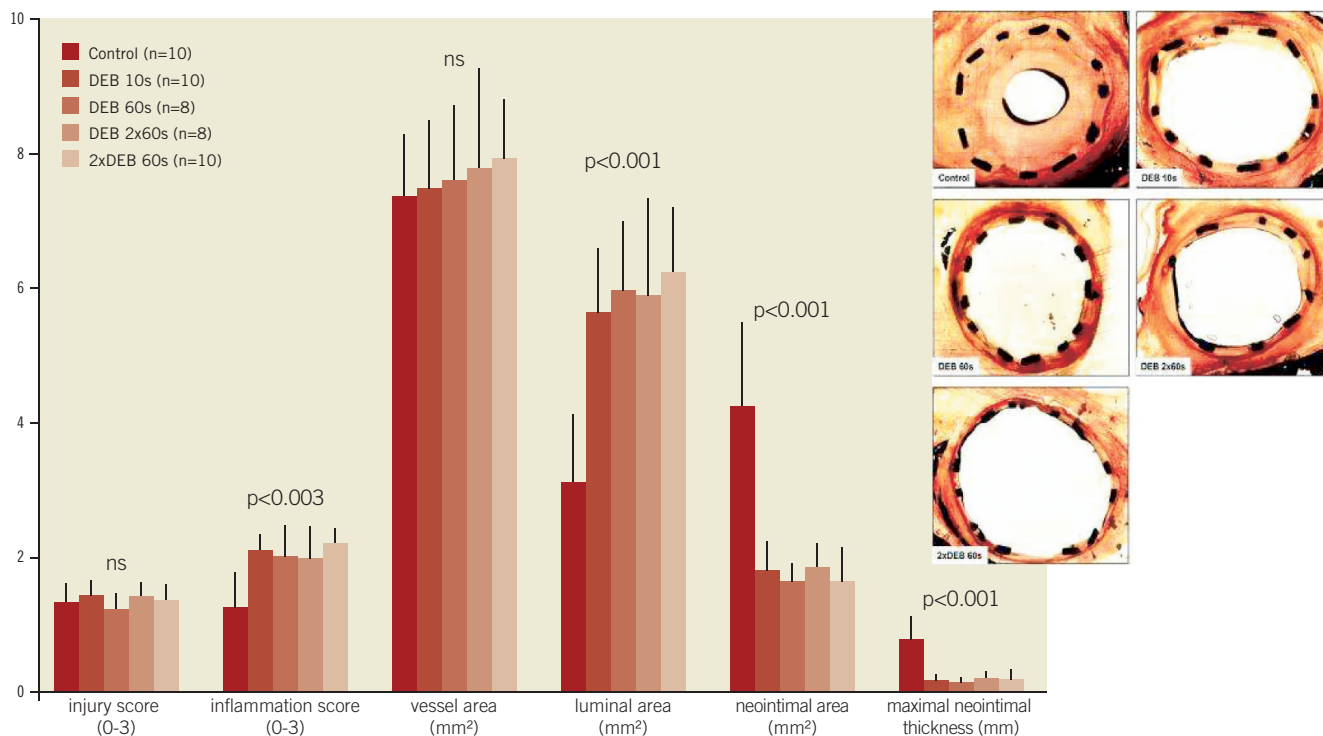 10
8
6
4
2
0
Control (n=10)
DEB 10s (n=10)
DEB 60s (n=8)
DEB 2x60s (n=8)
2xDEB 60s (n=10)
ns
p<0.003
ns
p<0.001
p<0.001
p<0.001
injury score
(0-3)
inflammation score
(0-3)
vessel area
(mm²)
luminal area
(mm²)
neointimal area
(mm²)
maximal neointimal
thickness (mm)
Control
DEB 10s
DEB 60s
DEB 2x60s
2xDEB 60s